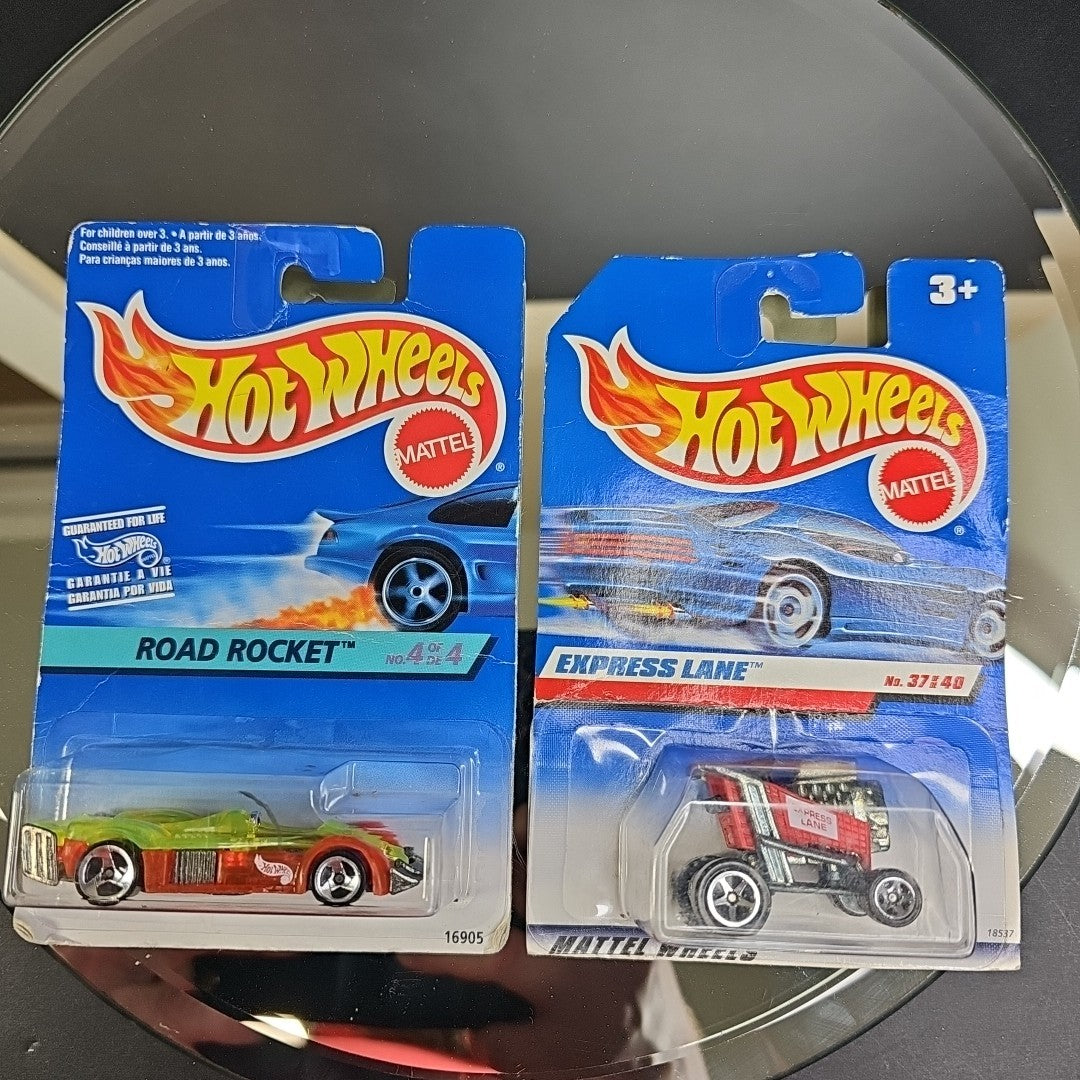 For children over 3. • A partir de 3 años.
Conseillé à partir de 3 ans.
Para crianças maiores de 3 anos.
HOT WHEELS
MATTEL
®
GUARANTEED FOR LIFE
HOT WHEELS
GARANTIE A VIE
GARANTIA POR VIDA
ROAD ROCKET™
NO. 4 OF DE 4
HOT WHEELS
16905
3+
HOT WHEELS
MATTEL
®
EXPRESS LANE™
No. 37 40
EXPRESS
LANE
MATTEL WHEELS
18537